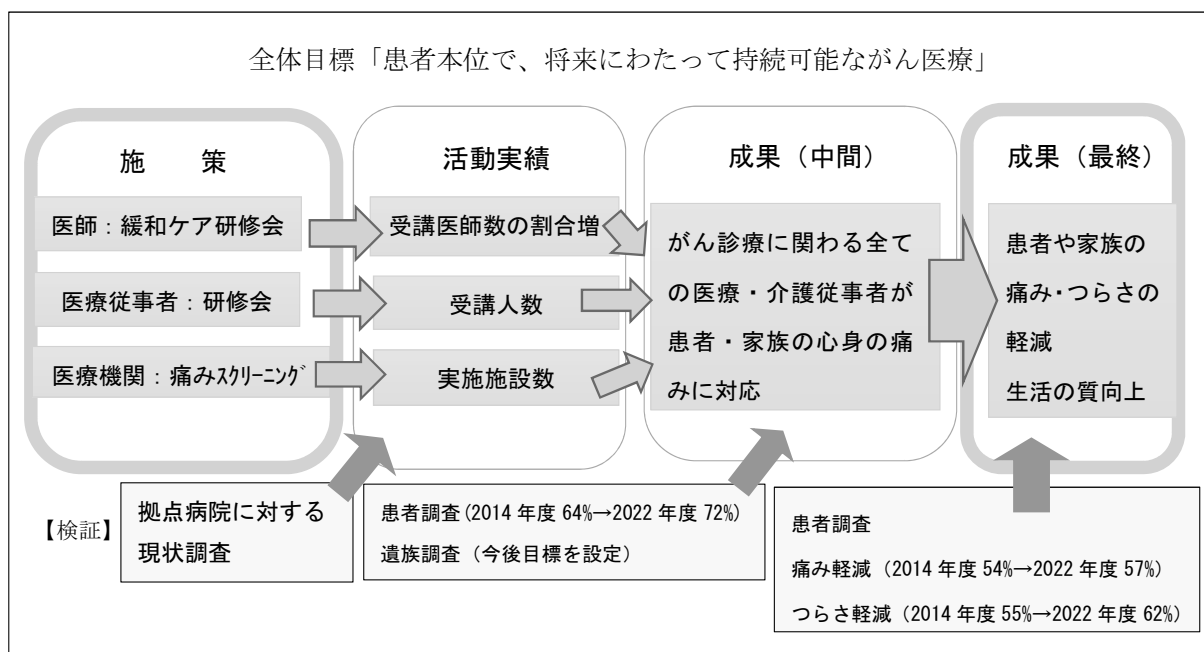 全体目標「患者本位で、将来にわたって持続可能ながん医療」
施　　策
医師：緩和ケア研修会
医療従事者：研修会
医療機関：痛みｽｸﾘｰﾆﾝｸﾞ
活動実績
受講医師数の割合増
受講人数
実施施設数
成果（中間）
がん診療に関わる全て
の医療・介護従事者が
患者・家族の心身の痛
みに対応
成果（最終）
患者や家族の
痛み・つらさの
軽減
生活の質向上
【検証】
拠点病院に対する
現状調査
患者調査(2014 年度 64%→2022 年度 72%)
遺族調査（今後目標を設定）
患者調査
痛み軽減（2014 年度 54%→2022 年度 57%）
つらさ軽減（2014 年度 55%→2022 年度 62%）